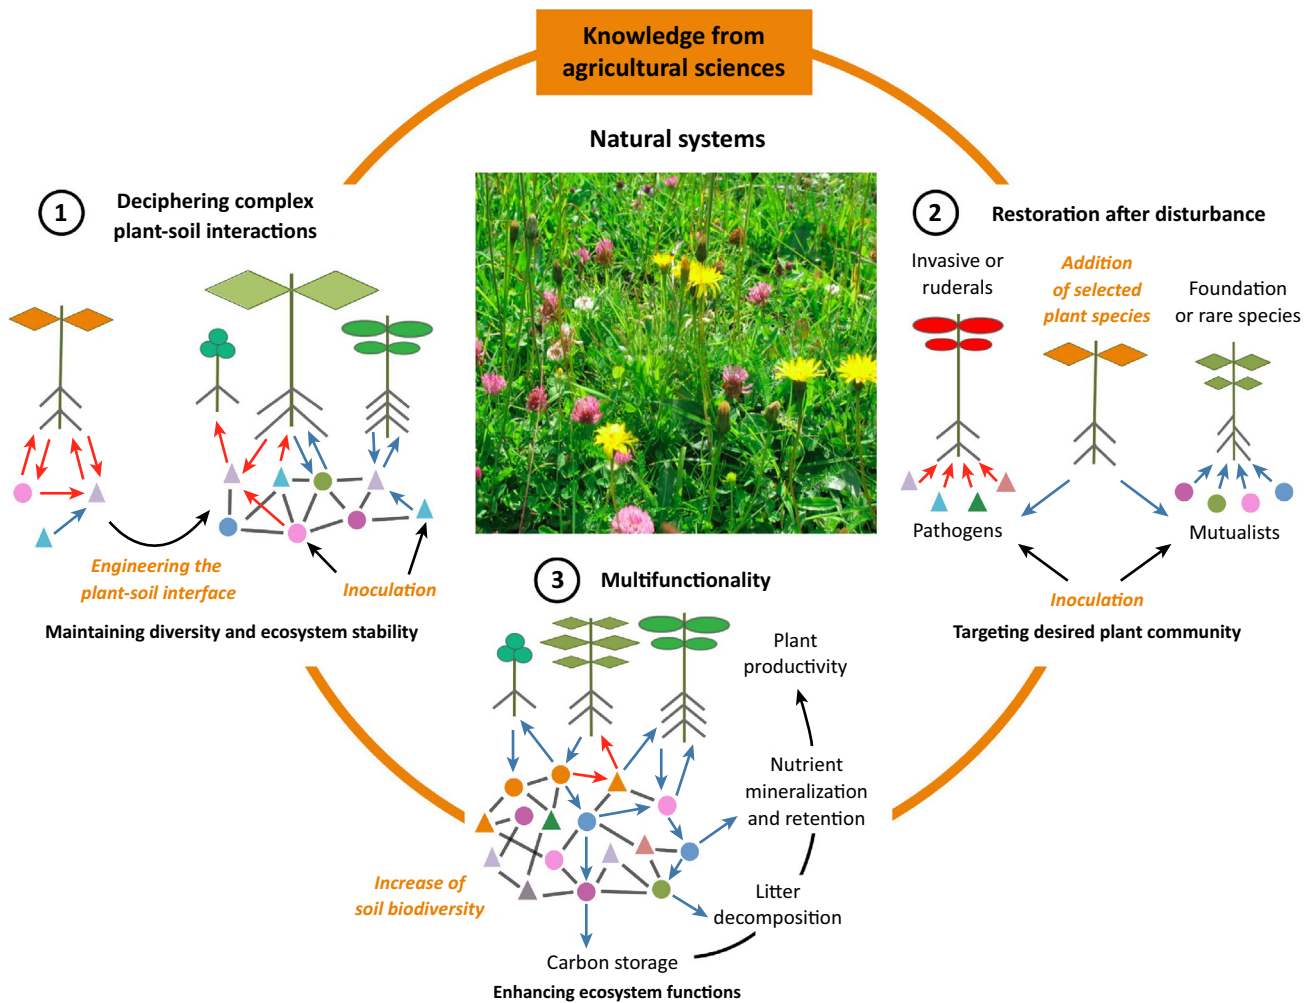 Knowledge from
agricultural sciences
Natural systems
1
Deciphering complex
plant-soil interactions
Engineering the
plant-soil interface
Inoculation
Maintaining diversity and ecosystem stability
2
Restoration after disturbance
Invasive or
ruderals
Addition
of selected
plant species
Foundation
or rare species
Pathogens
Mutualists
Inoculation
Targeting desired plant community
3
Multifunctionality
Plant
productivity
Nutrient
mineralization
and retention
Litter
decomposition
Increase of
soil biodiversity
Carbon storage
Enhancing ecosystem functions